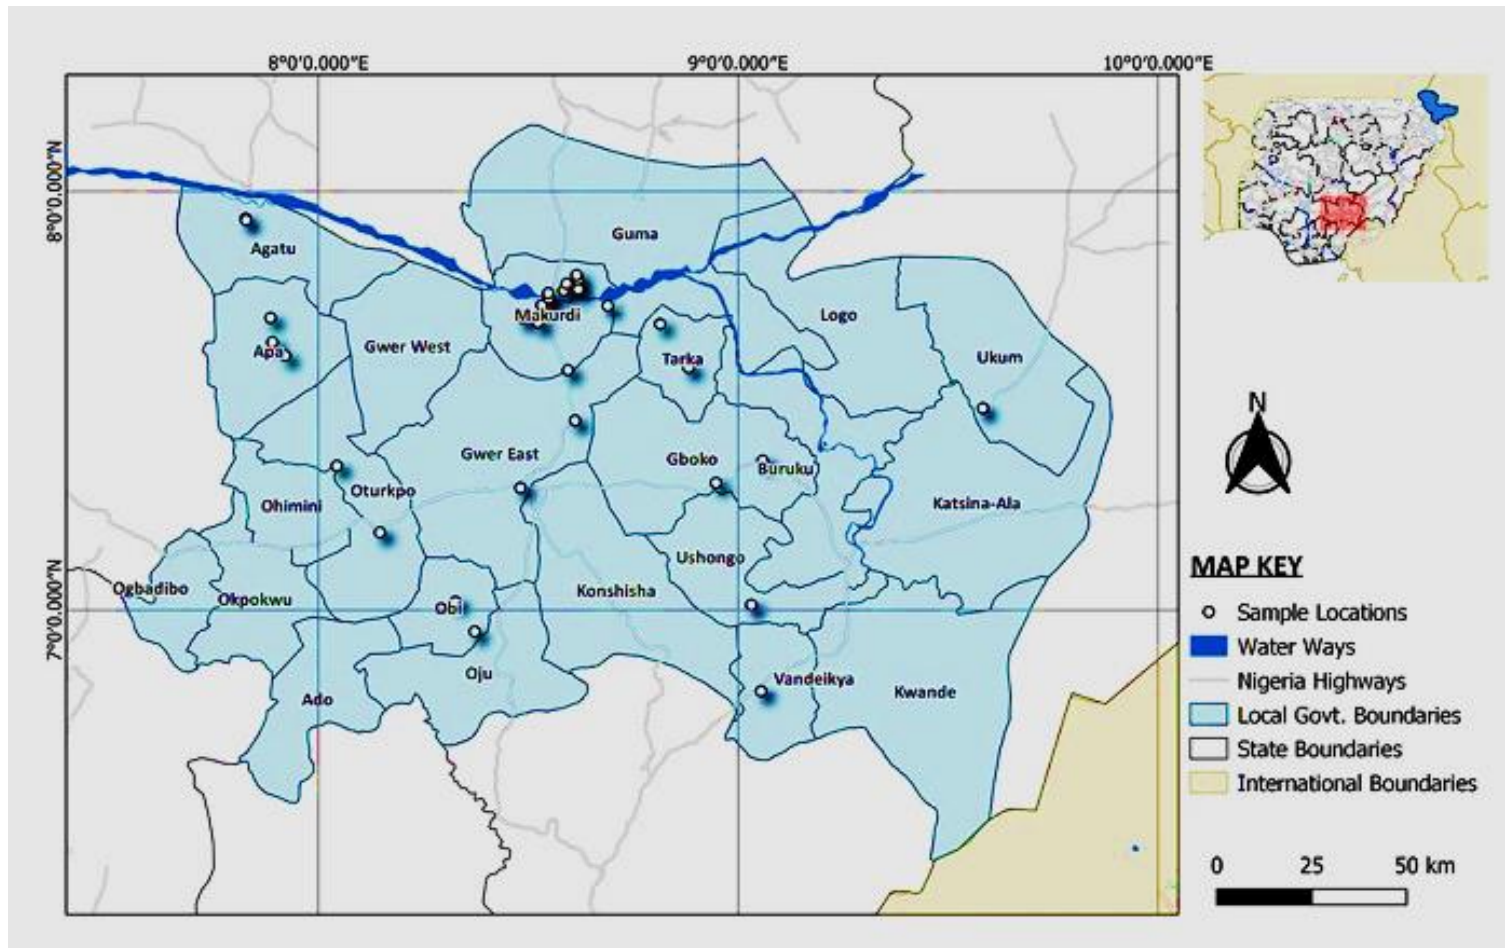 8°0'0.000"E
9°0'0.000"E
10°0'0.000"E
8°0'0.000"N
7°0'0.000"N
Guma
Agatu
Makurdi
Logo
Apa
Gwer West
Tarka
Ukum
Gwer East
Gboko
Buruku
Oturkpo
Ohimini
Katsina-Ala
Ushongo
Ogbadibo
Okpokwu
Obi
Konshisha
Oju
Vandeikya
Ado
Kwande
N
MAP KEY
Sample Locations
Water Ways
Nigeria Highways
Local Govt. Boundaries
State Boundaries
International Boundaries
0 25 50 km